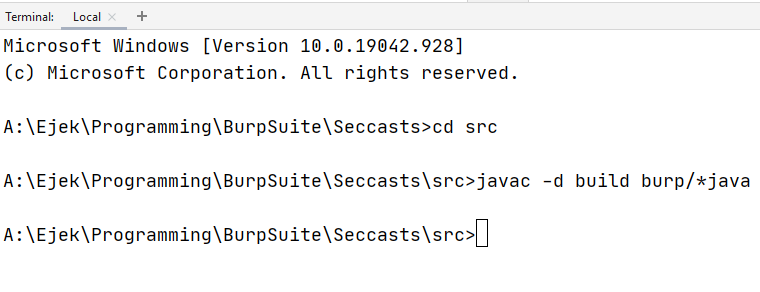 Terminal: Local × +
Microsoft Windows [Version 10.0.19042.928]
(c) Microsoft Corporation. All rights reserved.
A:\Ejek\Programming\BurpSuite\Seccasts>cd src
A:\Ejek\Programming\BurpSuite\Seccasts\src>javac -d build burp/*java
A:\Ejek\Programming\BurpSuite\Seccasts\src>